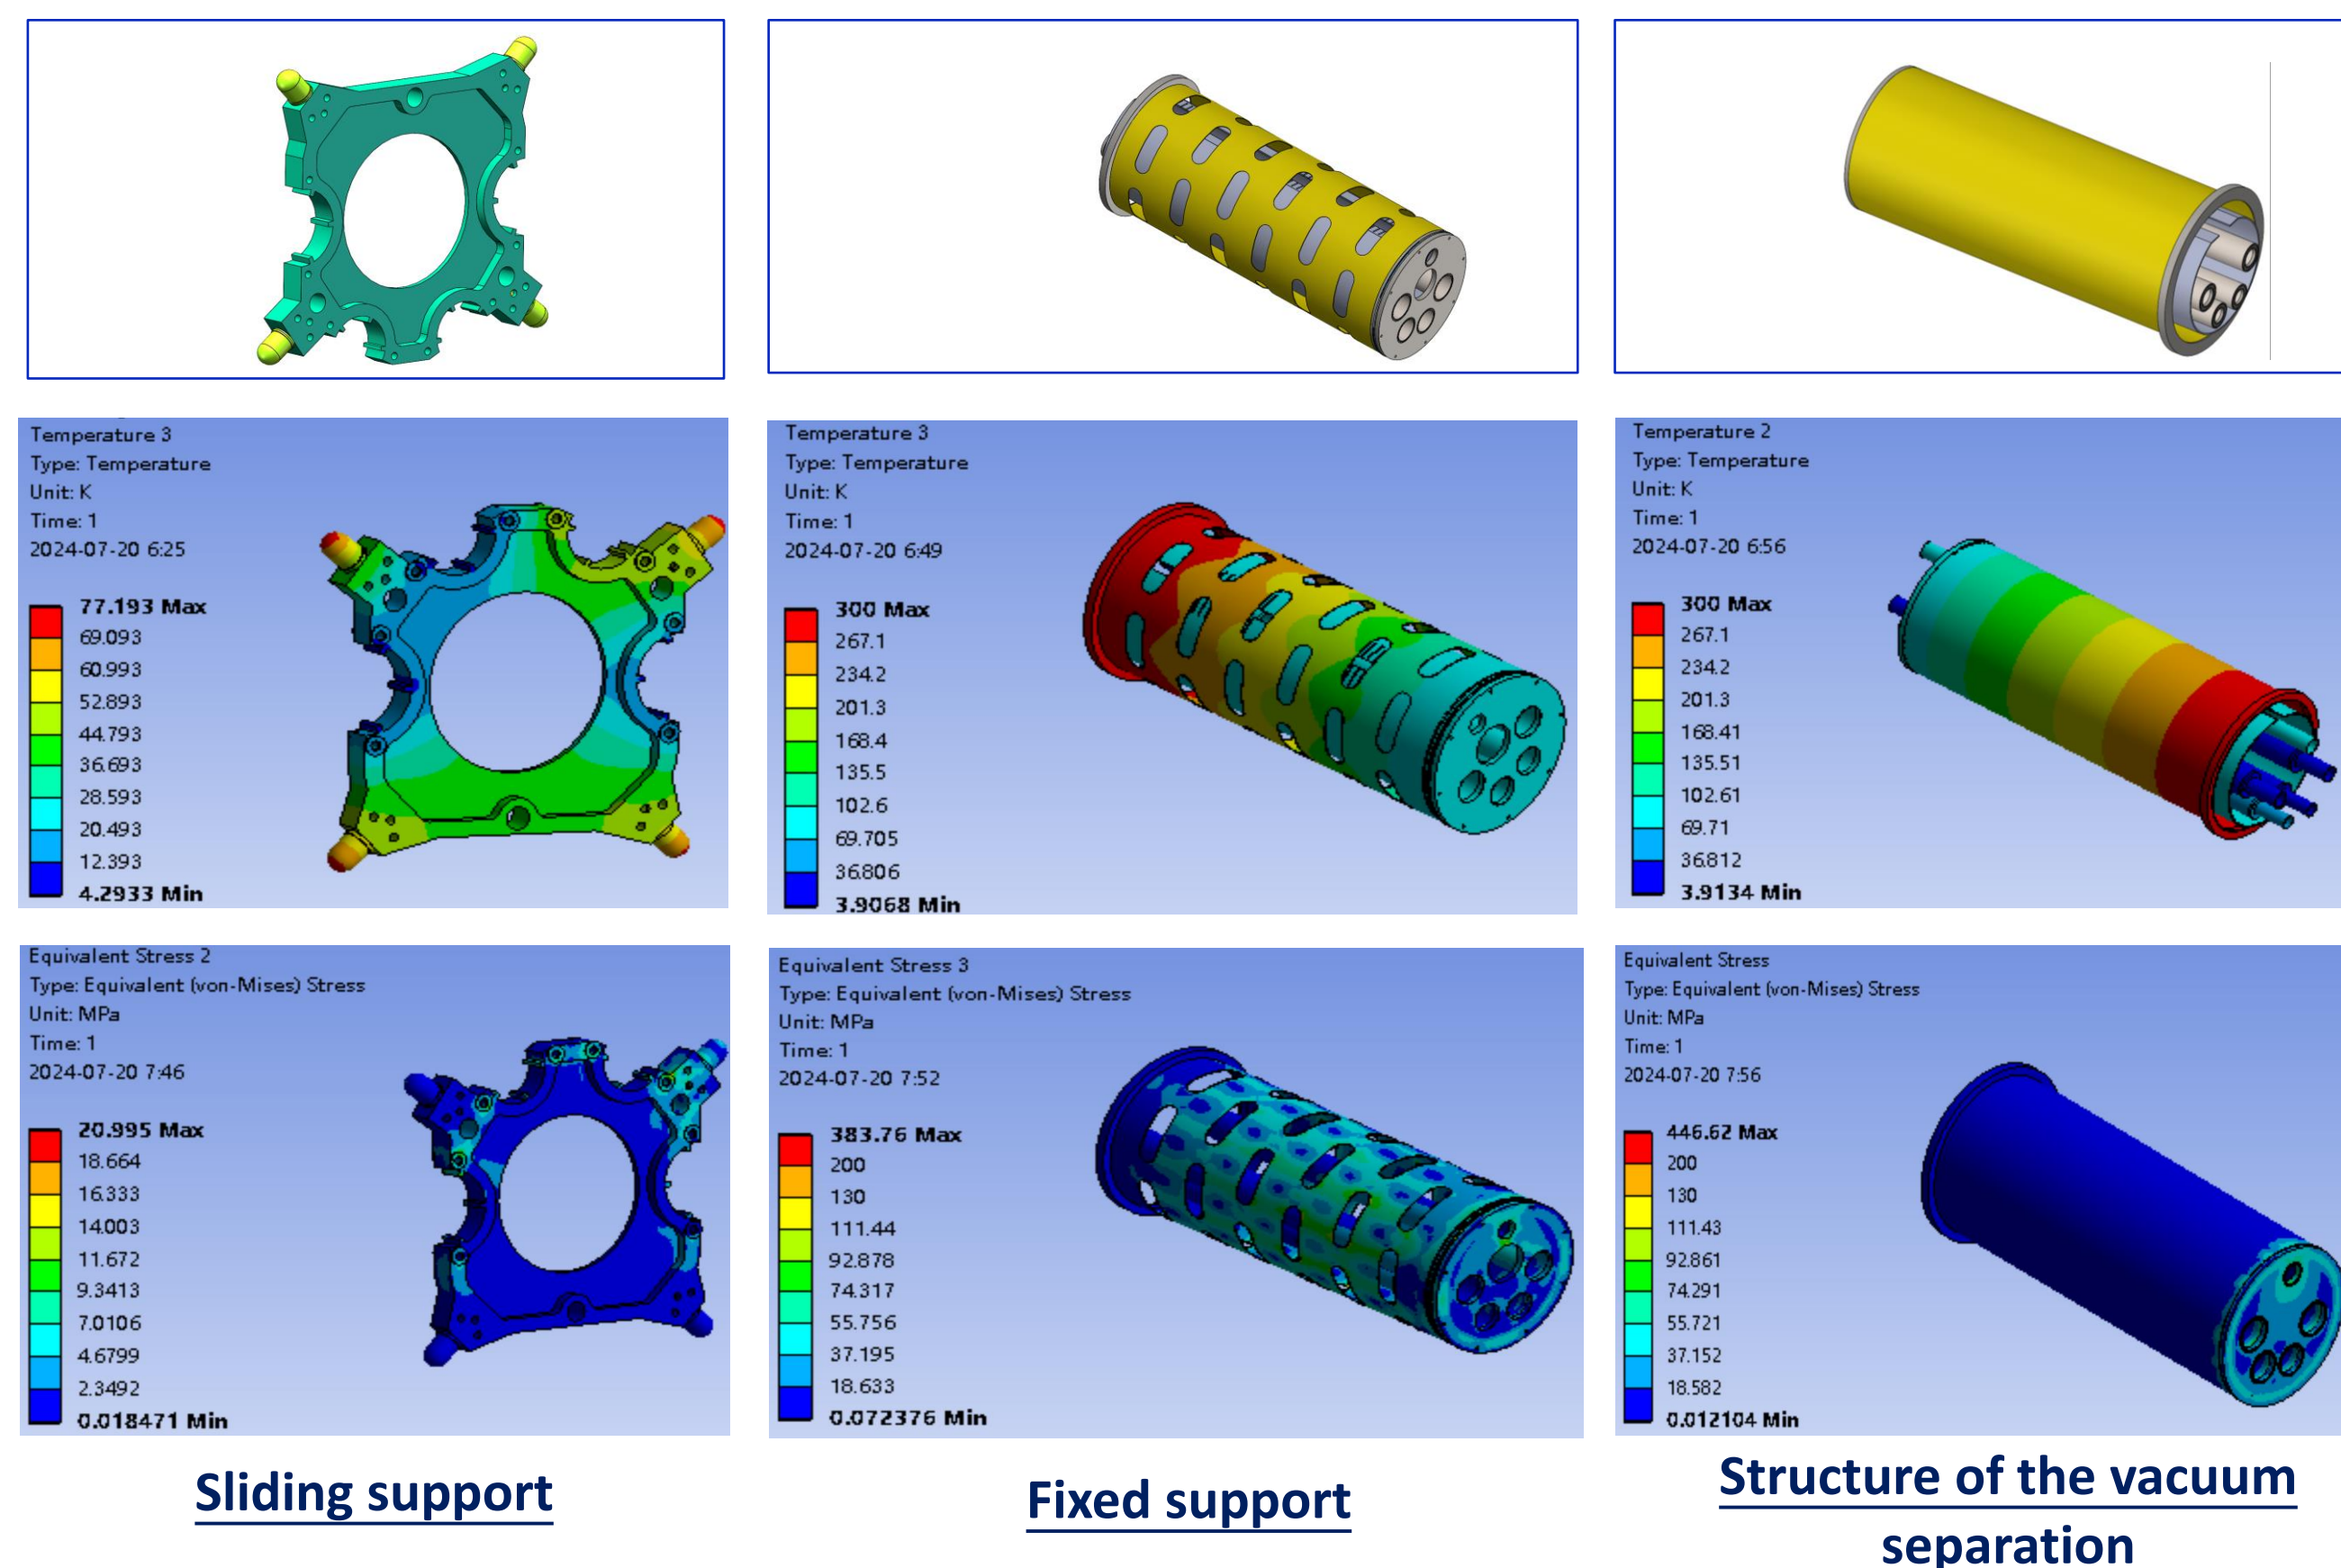 Temperature 3
Type: Temperature
Unit: K
Time: 1
2024-07-20 6:25
77.193 Max
69.093
60.993
52.893
44.793
36.693
28.593
20.493
12.393
4.2933 Min
Temperature 3
Type: Temperature
Unit: K
Time: 1
2024-07-20 6:49
300 Max
267.1
234.2
201.3
168.4
135.5
102.6
69.705
36.806
3.9068 Min
Temperature 2
Type: Temperature
Unit: K
Time: 1
2024-07-20 6:56
300 Max
267.1
234.2
201.3
168.41
135.51
102.61
69.71
36.812
3.9134 Min
Equivalent Stress 2
Type: Equivalent (von-Mises) Stress
Unit: MPa
Time: 1
2024-07-20 7:46
20.995 Max
18.664
16.333
14.003
11.672
9.3413
7.0106
4.6799
2.3492
0.018471 Min
Equivalent Stress 3
Type: Equivalent (von-Mises) Stress
Unit: MPa
Time: 1
2024-07-20 7:52
383.76 Max
200
130
111.44
92.878
74.317
55.756
37.195
18.633
0.072376 Min
Equivalent Stress
Type: Equivalent (von-Mises) Stress
Unit: MPa
Time: 1
2024-07-20 7:56
446.62 Max
200
130
111.43
92.861
74.291
55.721
37.152
18.582
0.012104 Min
Sliding support
Fixed support
Structure of the vacuum
separation